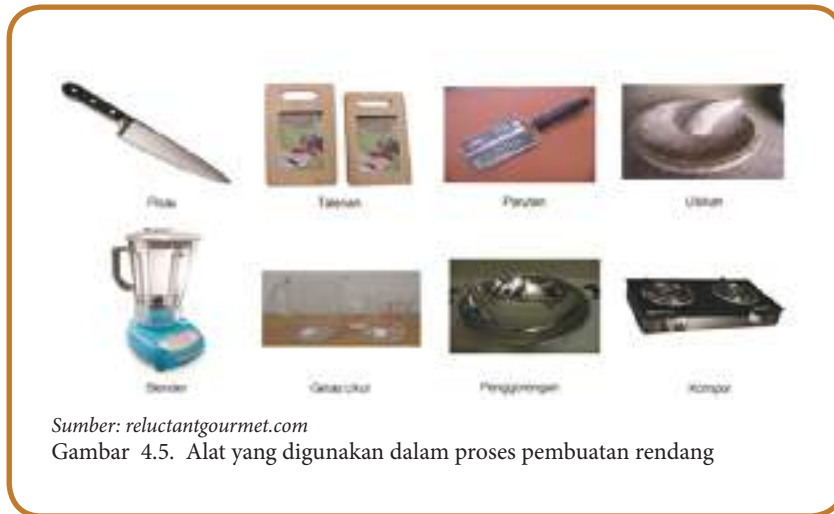 Pisau Talenan Parutan Ulekan
Blender Gelas Ukur Penggorengan Kompor
Sumber: reluctantgourmet.com
Gambar 4.5. Alat yang digunakan dalam proses pembuatan rendang